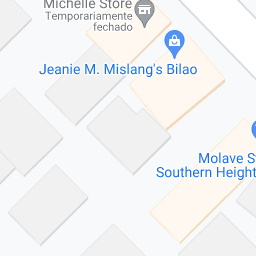 Michelle Store
Temporariamente
fechado
Jeanie M. Mislang's Bilao
Molave S
Southern Height